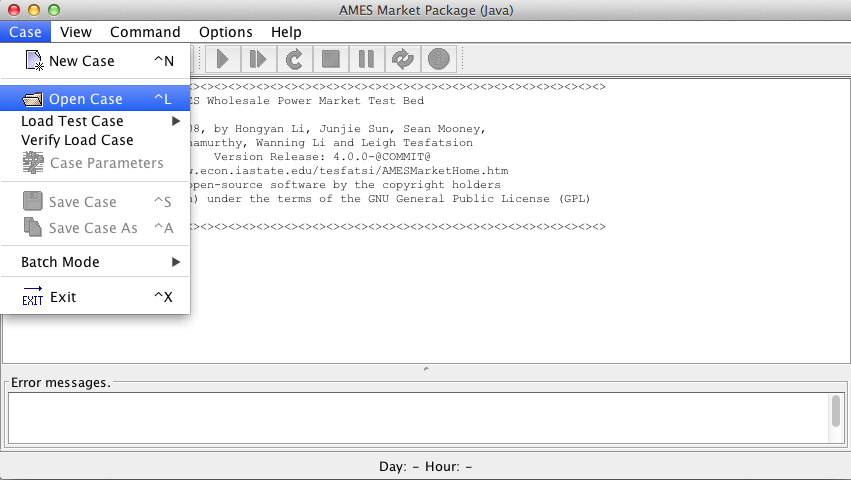 AMES Market Package (Java)
Case View Command Options Help
New Case ^N
Open Case ^L
Load Test Case
Verify Load Case
Case Parameters
Save Case ^S
Save Case As ^A
Batch Mode
EXIT Exit ^X
<><><><><><><><><><><><><><><><><><><><><><><><><><><><><>
ES Wholesale Power Market Test Bed
08, by Hongyan Li, Junjie Sun, Sean Mooney,
namurthy, Wanning Li and Leigh Tesfatsion
Version Release: 4.0.0-@COMMIT@
w.econ.iastate.edu/tesfatsi/AMESMarketHome.htm
open-source software by the copyright holders
n) under the terms of the GNU General Public License (GPL)
<><><><><><><><><><><><><><><><><><><><><><><><><><><><><>
Error messages.
Day: - Hour: -